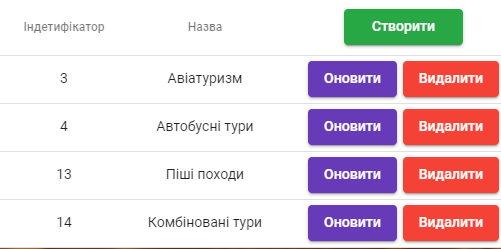 Індетифікатор Назва Створити
3 Авіатуризм Оновити Видалити
4 Автобусні тури Оновити Видалити
13 Піші походи Оновити Видалити
14 Комбіновані тури Оновити Видалити